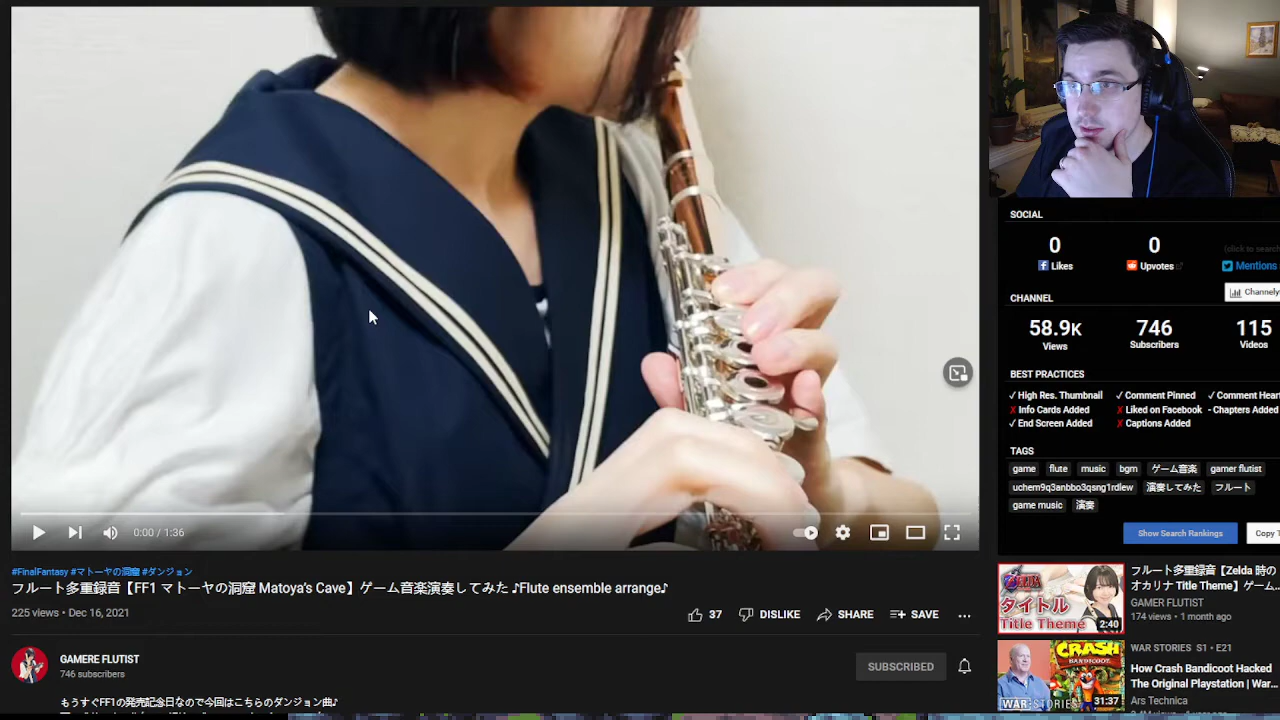 0:00 / 1:36
#FinalFantasy #マトーヤの洞窟 #ダンジョン
フルート多重録音【FF1 マトーヤの洞窟 Matoya's Cave】ゲーム音楽演奏してみた ♪Flute ensemble arrange♪
225 views • Dec 16, 2021
37 DISLIKE SHARE SAVE
GAMERE FLUTIST
746 subscribers
SUBSCRIBED
もうすぐFF1の発売記念日なので今回はこちらのダンジョン曲♪
SOCIAL
0 0 (click to search
Likes Upvotes Mentions
Channely
CHANNEL
58.9K 746 115
Views Subscribers Videos
BEST PRACTICES
✓ High Res. Thumbnail ✓ Comment Pinned ✓ Comment Heart
✗ Info Cards Added ✗ Liked on Facebook - Chapters Added
✓ End Screen Added ✗ Captions Added
TAGS
game flute music bgm ゲーム音楽 gamer flutist
uchem9q3anbbo3qsng1rdlew 演奏してみた フルート
game music 演奏
Show Search Rankings Copy T
タイトル
Title Theme 2:40
フルート多重録音【Zelda 時の
オカリナ Title Theme】ゲーム...
GAMER FLUTIST
174 views • 1 month ago
CRASH
BANDICOOT
WAR STORIES 31:37
WAR STORIES S1 • E21
How Crash Bandicoot Hacked
The Original Playstation | War...
Ars Technica